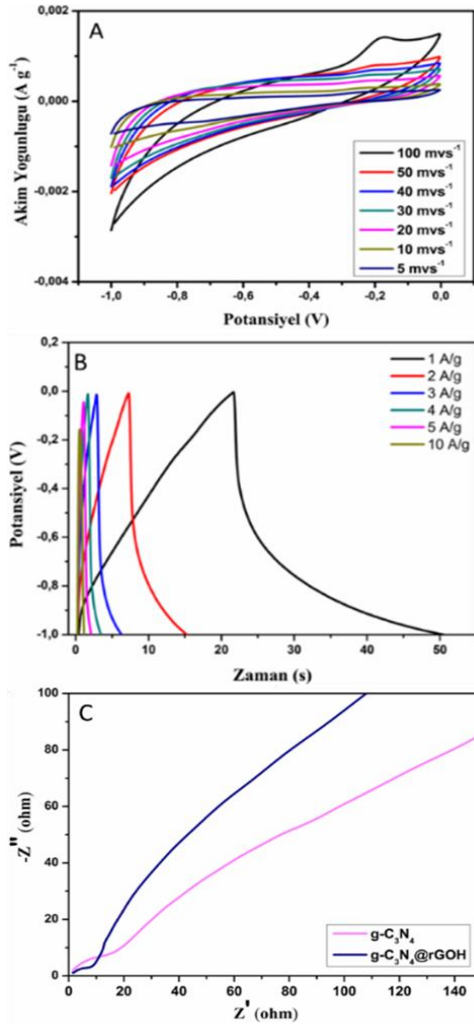 A
0,002
0,000
-0,002
-0,004
Akim Yogunlugu (A g⁻¹)
100 mvs⁻¹
50 mvs⁻¹
40 mvs⁻¹
30 mvs⁻¹
20 mvs⁻¹
10 mvs⁻¹
5 mvs⁻¹
-1,0 -0,8 -0,6 -0,4 -0,2 0,0
Potansiyel (V)
B
0,2
0,0
-0,2
-0,4
-0,6
-0,8
-1,0
Potansiyel (V)
1 A/g
2 A/g
3 A/g
4 A/g
5 A/g
10 A/g
0 10 20 30 40 50
Zaman (s)
C
100
80
60
40
20
0
-Z'' (ohm)
g-C₃N₄
g-C₃N₄@rGOH
0 20 40 60 80 100 120 140
Z' (ohm)